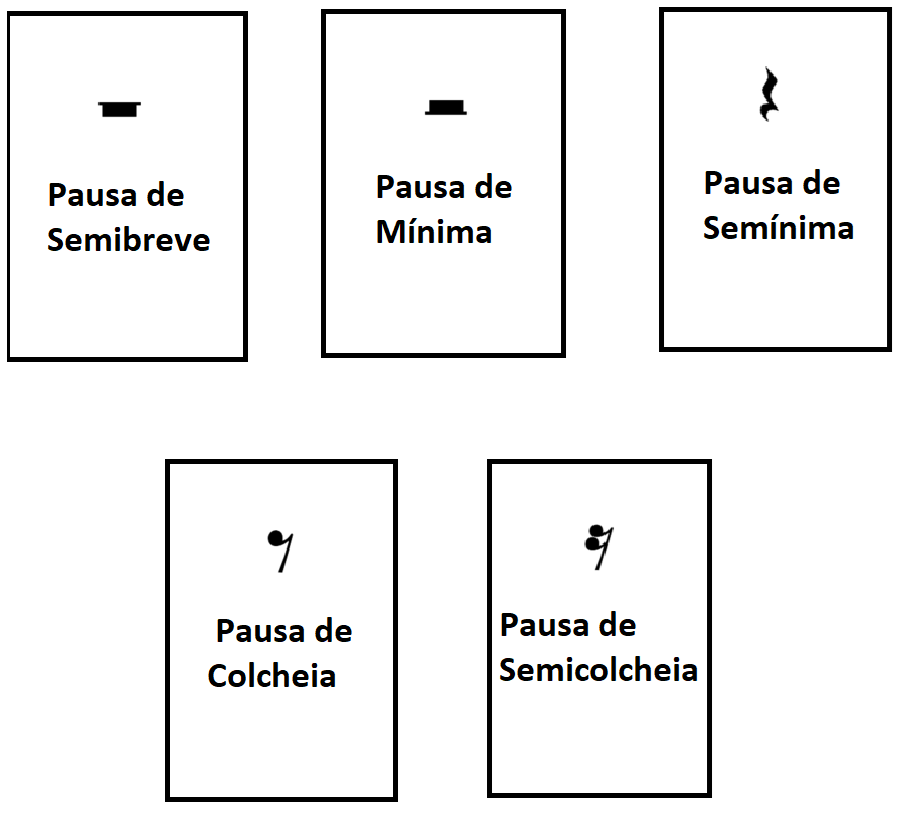 Pausa de
Semibreve
Pausa de
Mínima
Pausa de
Semínima
Pausa de
Colcheia
Pausa de
Semicolcheia